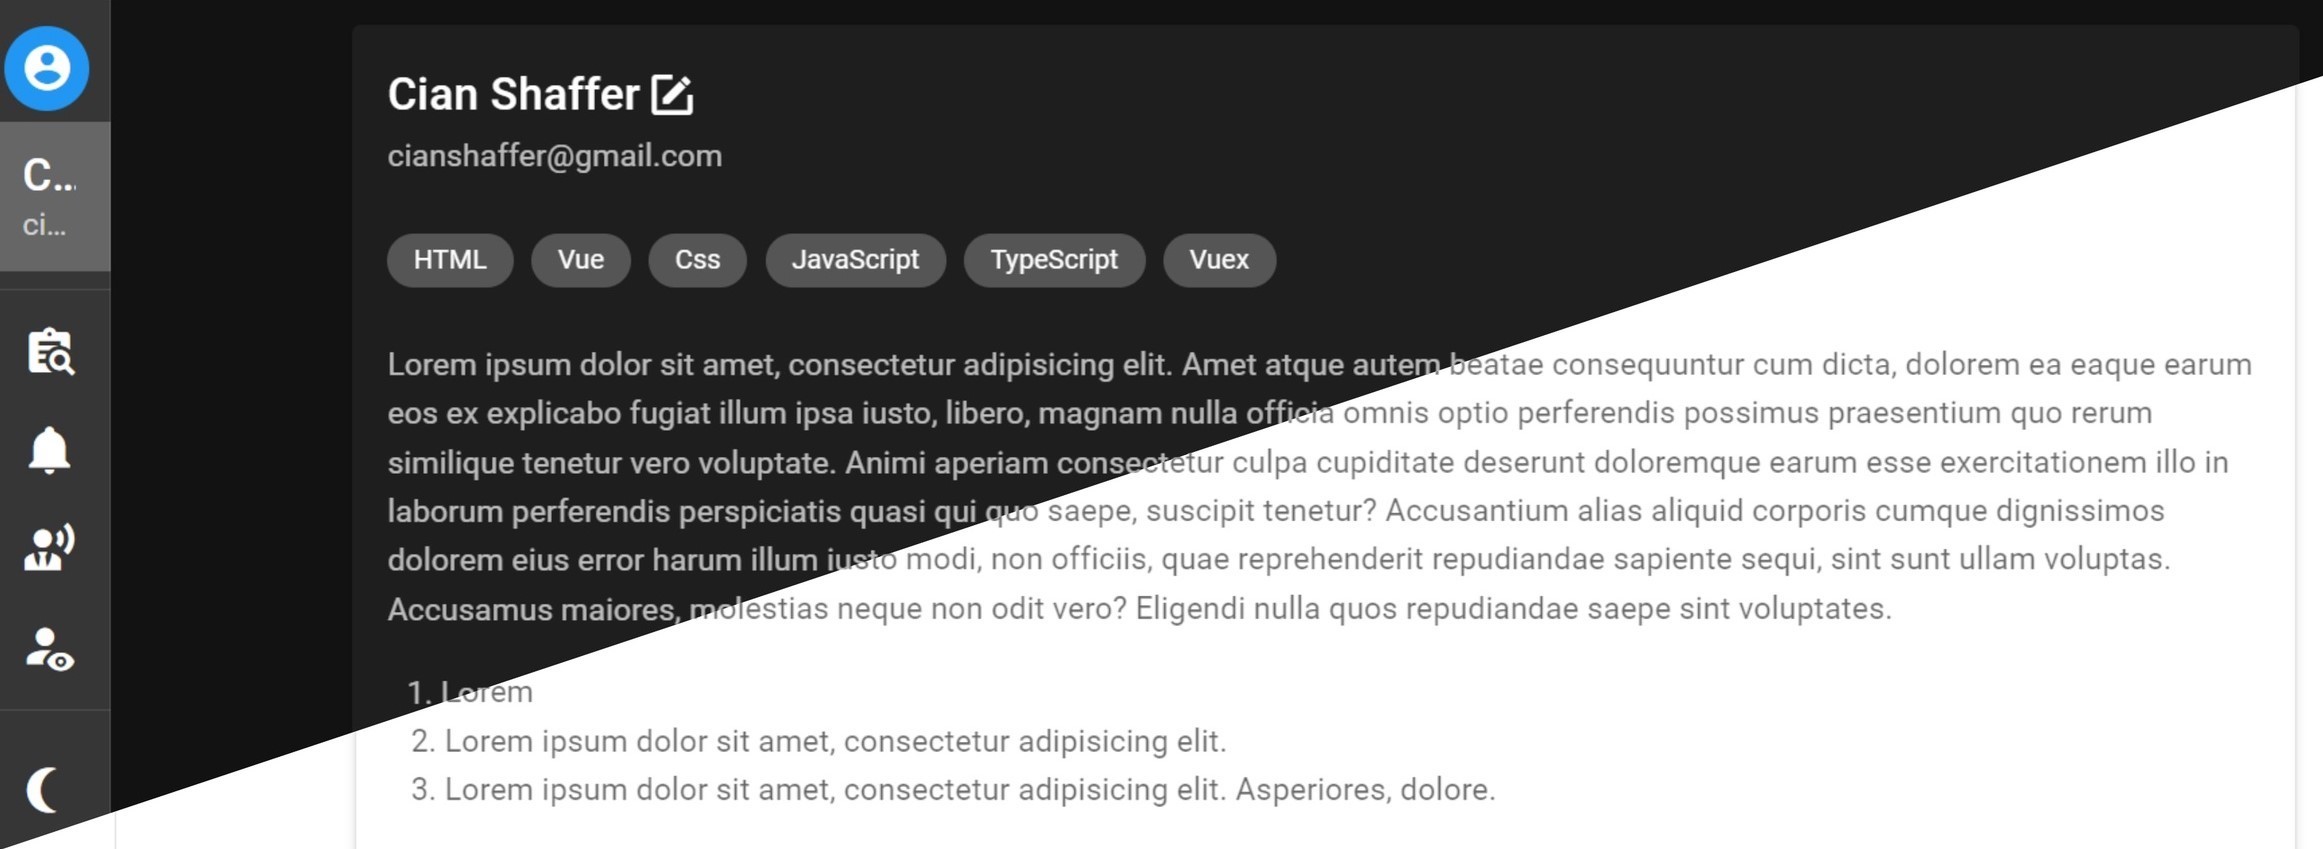 Cian Shaffer
cianshaffer@gmail.com
C...
ci...
HTML Vue Css JavaScript TypeScript Vuex
Lorem ipsum dolor sit amet, consectetur adipisicing elit. Amet atque autem beatae consequuntur cum dicta, dolorem ea eaque earum
eos ex explicabo fugiat illum ipsa iusto, libero, magnam nulla officia omnis optio perferendis possimus praesentium quo rerum
similique tenetur vero voluptate. Animi aperiam consectetur culpa cupiditate deserunt doloremque earum esse exercitationem illo in
laborum perferendis perspiciatis quasi qui quo saepe, suscipit tenetur? Accusantium alias aliquid corporis cumque dignissimos
dolorem eius error harum illum iusto modi, non officiis, quae reprehenderit repudiandae sapiente sequi, sint sunt ullam voluptas.
Accusamus maiores, molestias neque non odit vero? Eligendi nulla quos repudiandae saepe sint voluptates.
1. Lorem
2. Lorem ipsum dolor sit amet, consectetur adipisicing elit.
3. Lorem ipsum dolor sit amet, consectetur adipisicing elit. Asperiores, dolore.